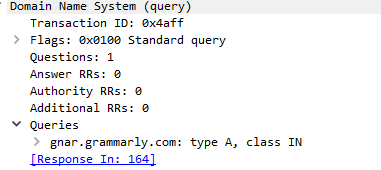 Domain Name System (query)
Transaction ID: 0x4aff
Flags: 0x0100 Standard query
Questions: 1
Answer RRs: 0
Authority RRs: 0
Additional RRs: 0
Queries
gnar.grammarly.com: type A, class IN
[Response In: 164]